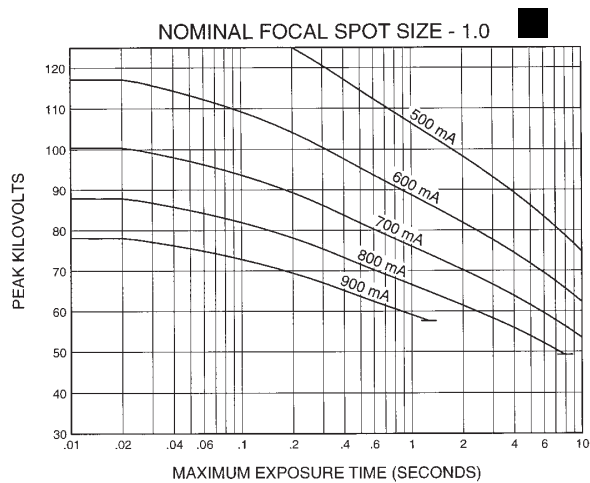 NOMINAL FOCAL SPOT SIZE - 1.0
120
110
100
90
80
70
60
50
40
30
PEAK KILOVOLTS
500 mA
600 mA
700 mA
800 mA
900 mA
.01 .02 .04 .06 .1 .2 .4 .6 1 2 4 6 10
MAXIMUM EXPOSURE TIME (SECONDS)